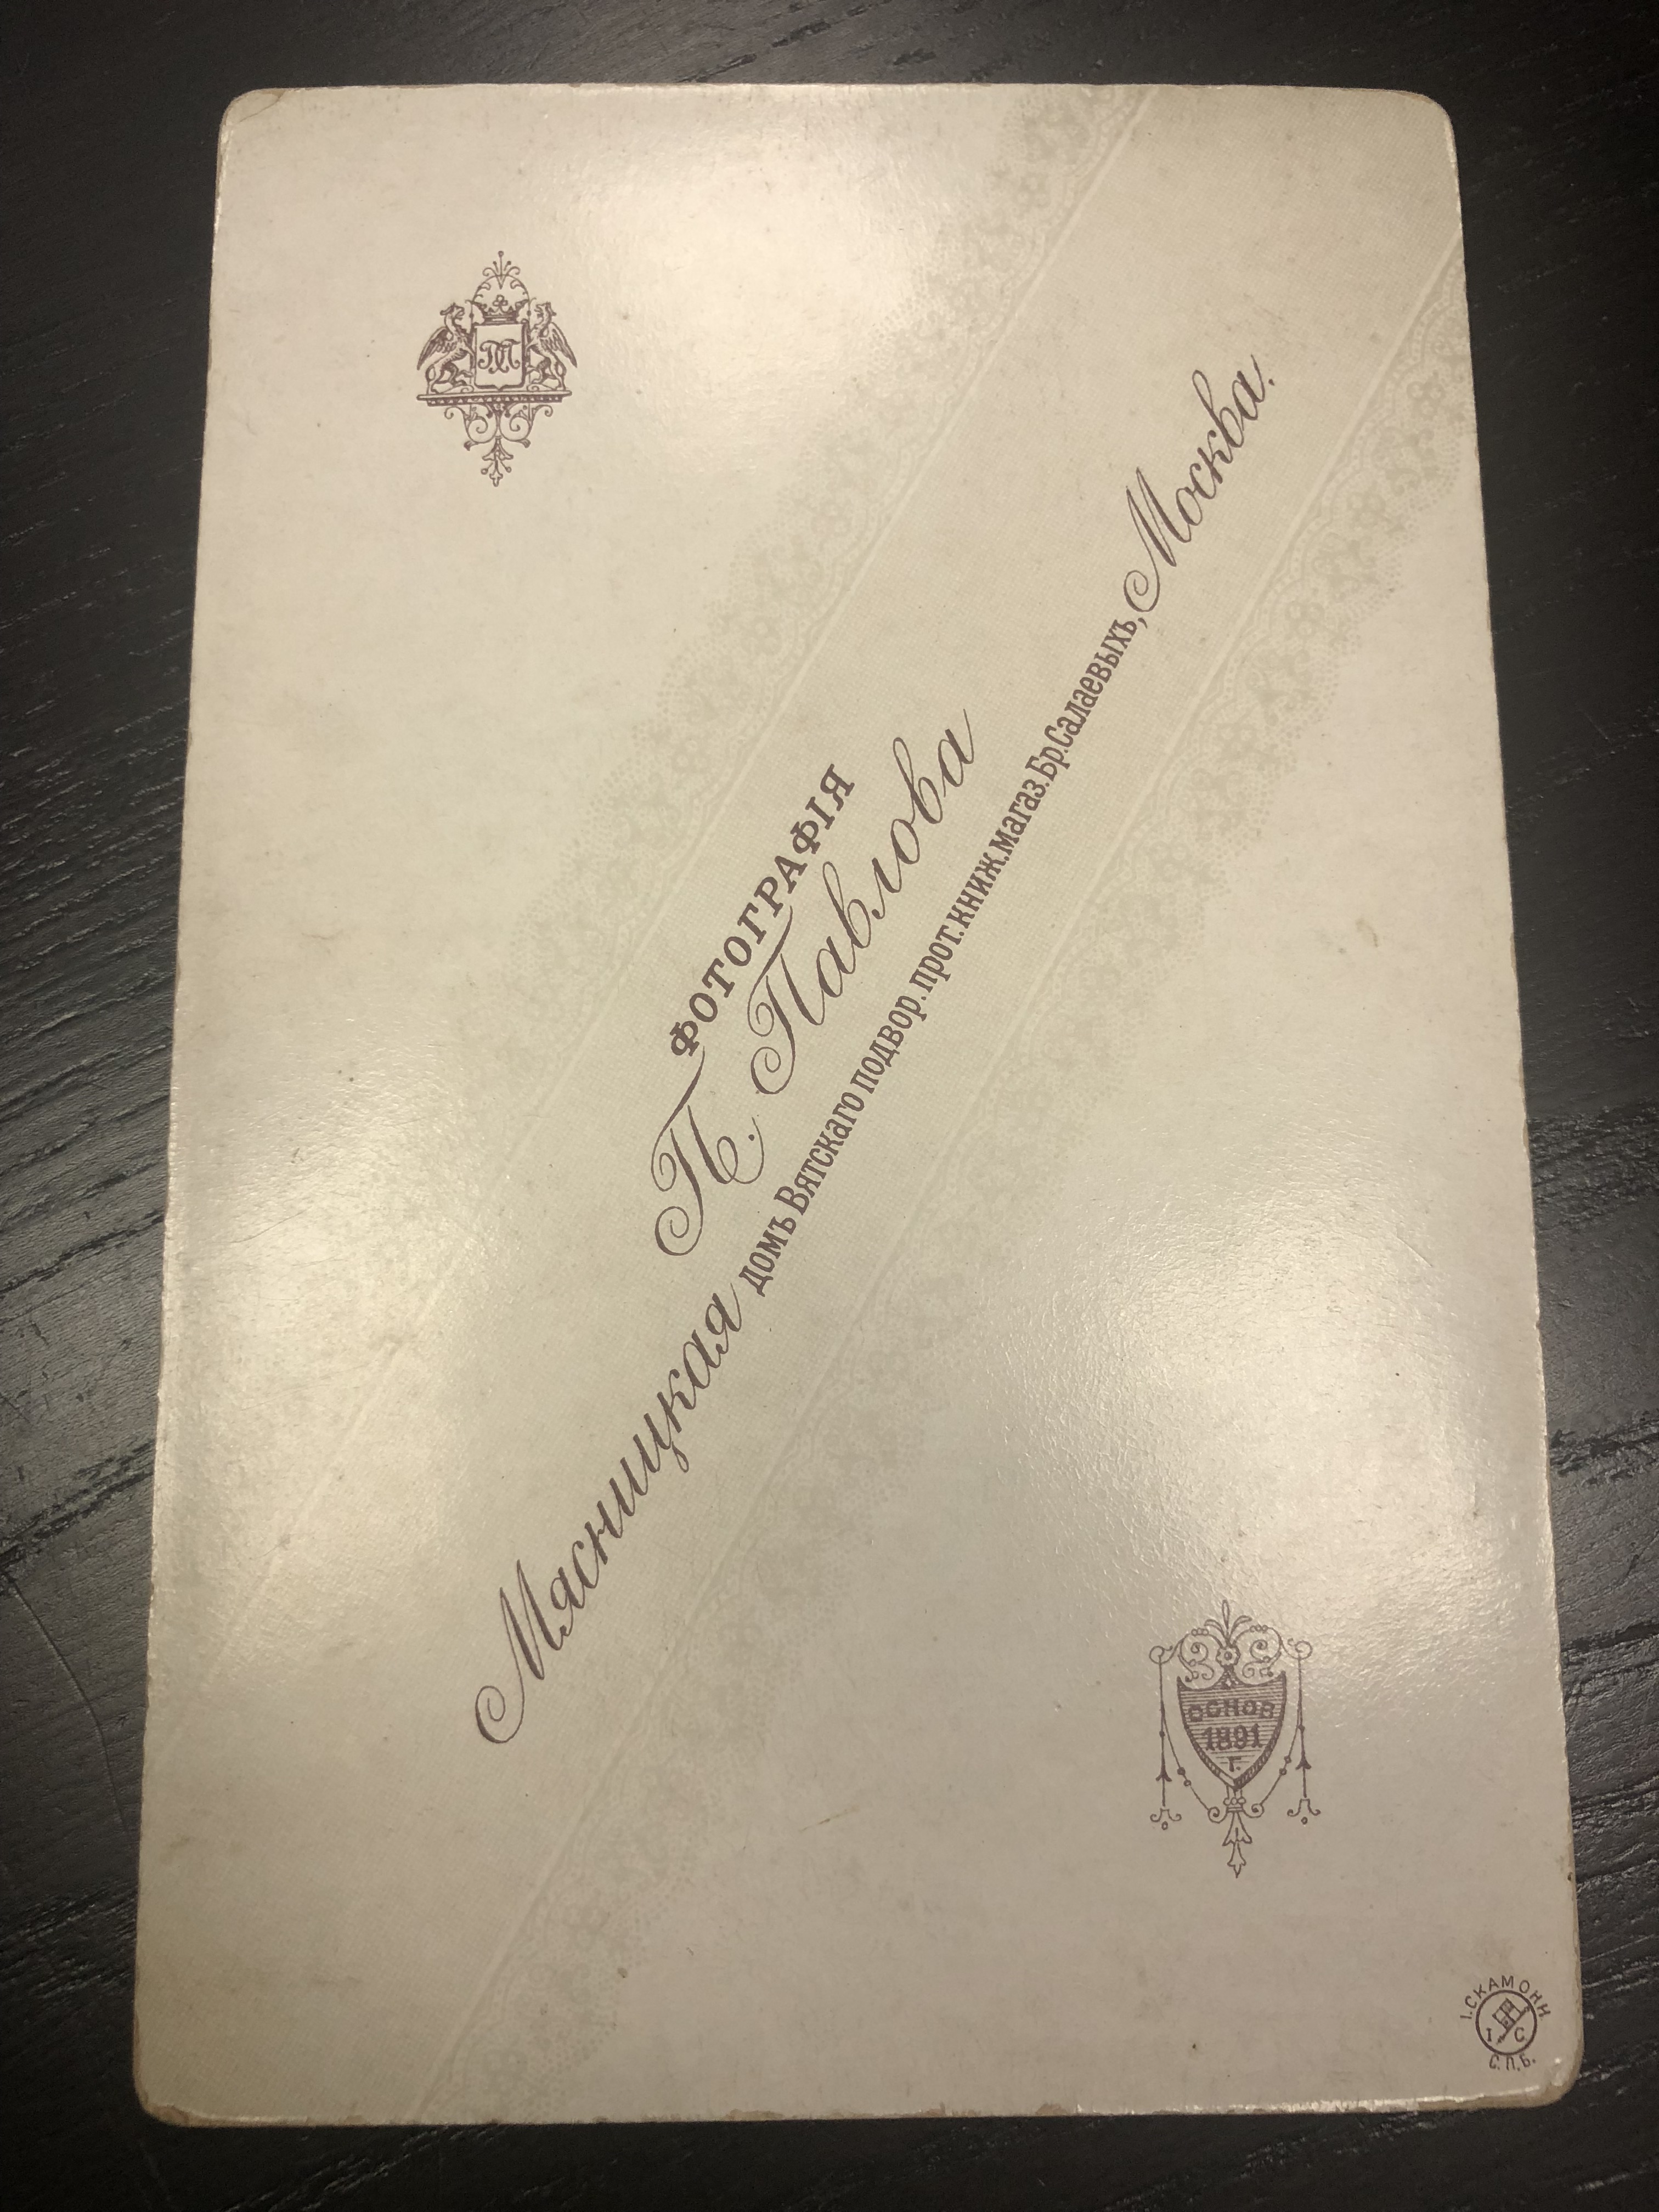 ФОТОГРАФІЯ
П. Павлова
Мясницкая домъ Вятскаго подвор. прот. книж. магаз. Бр. Салаевыхъ, Москва.
ОСНОВ
1891
Г.
І. СКАМОНИ
І С
С.П.Б.